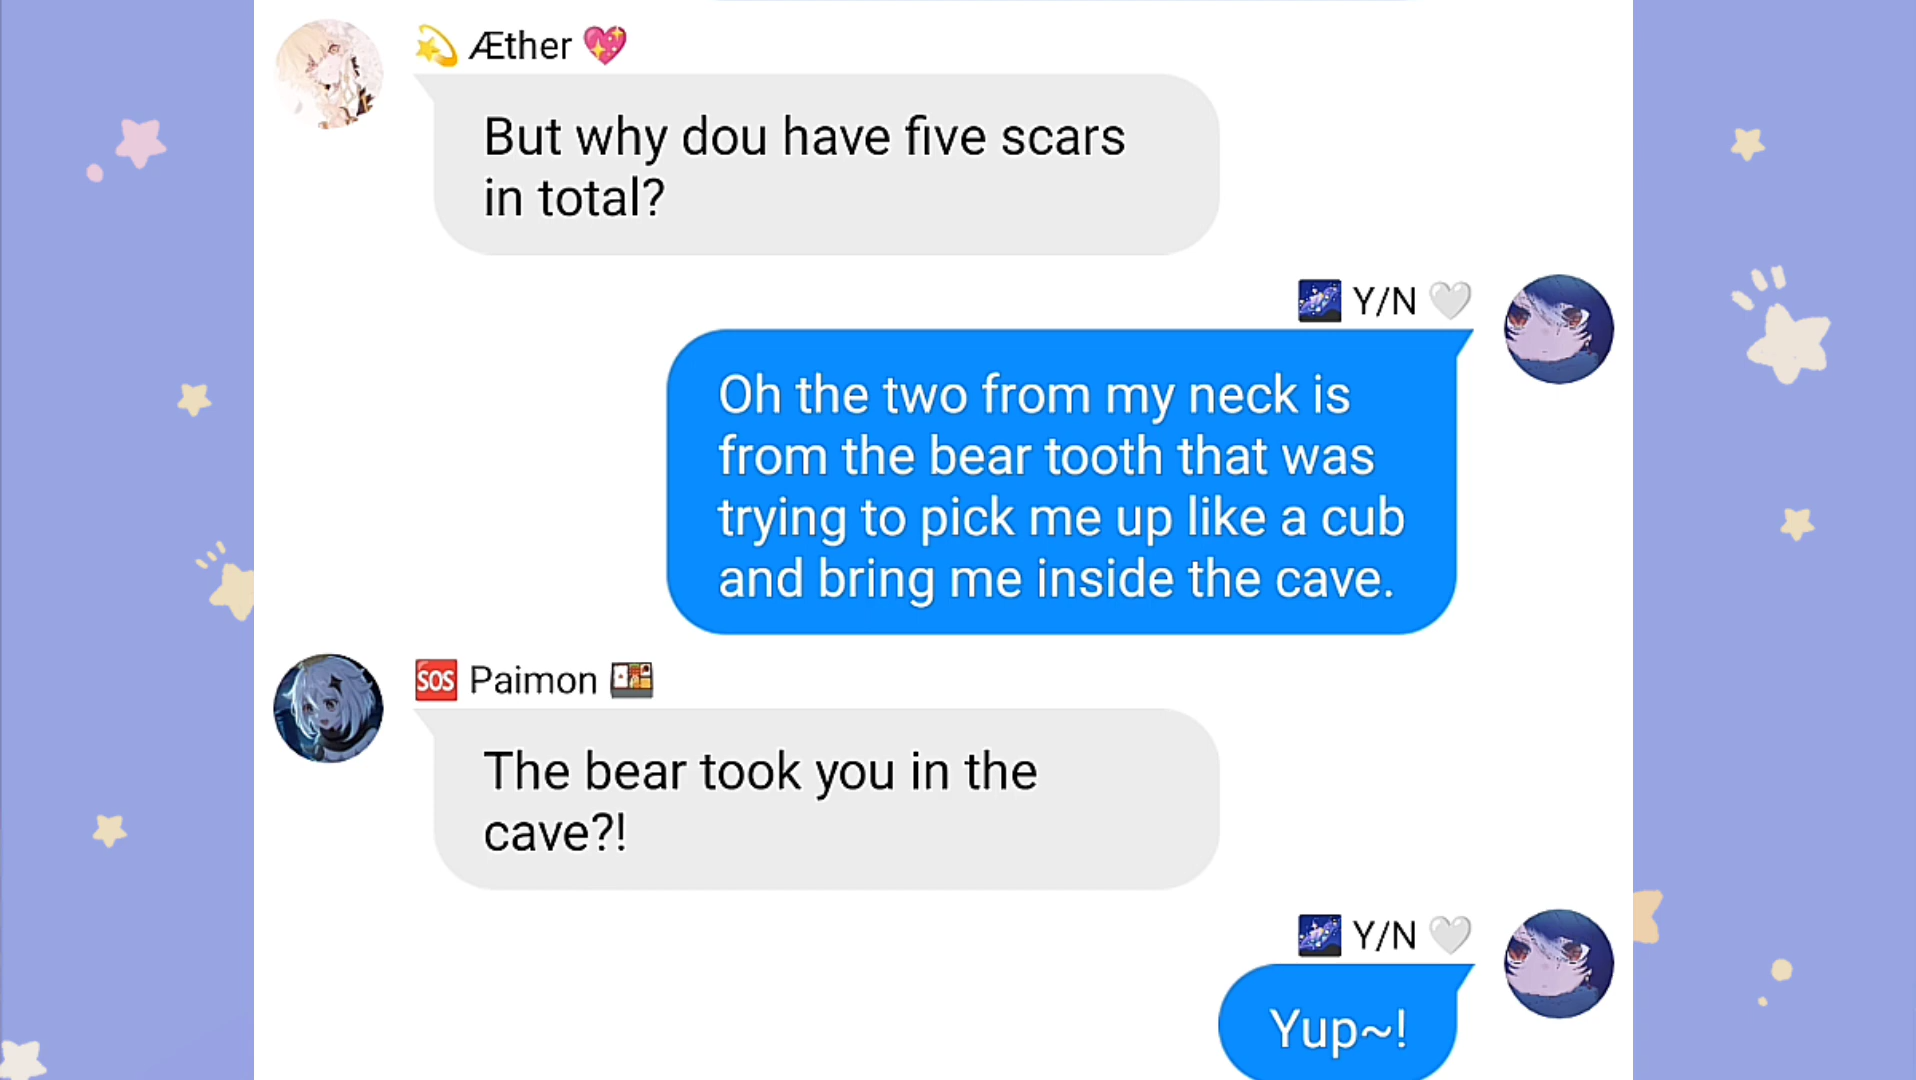 💫 Æther 💖
But why dou have five scars
in total?
🌌 Y/N 🤍
Oh the two from my neck is
from the bear tooth that was
trying to pick me up like a cub
and bring me inside the cave.
🆘 Paimon 🍱
The bear took you in the
cave?!
🌌 Y/N 🤍
Yup~!